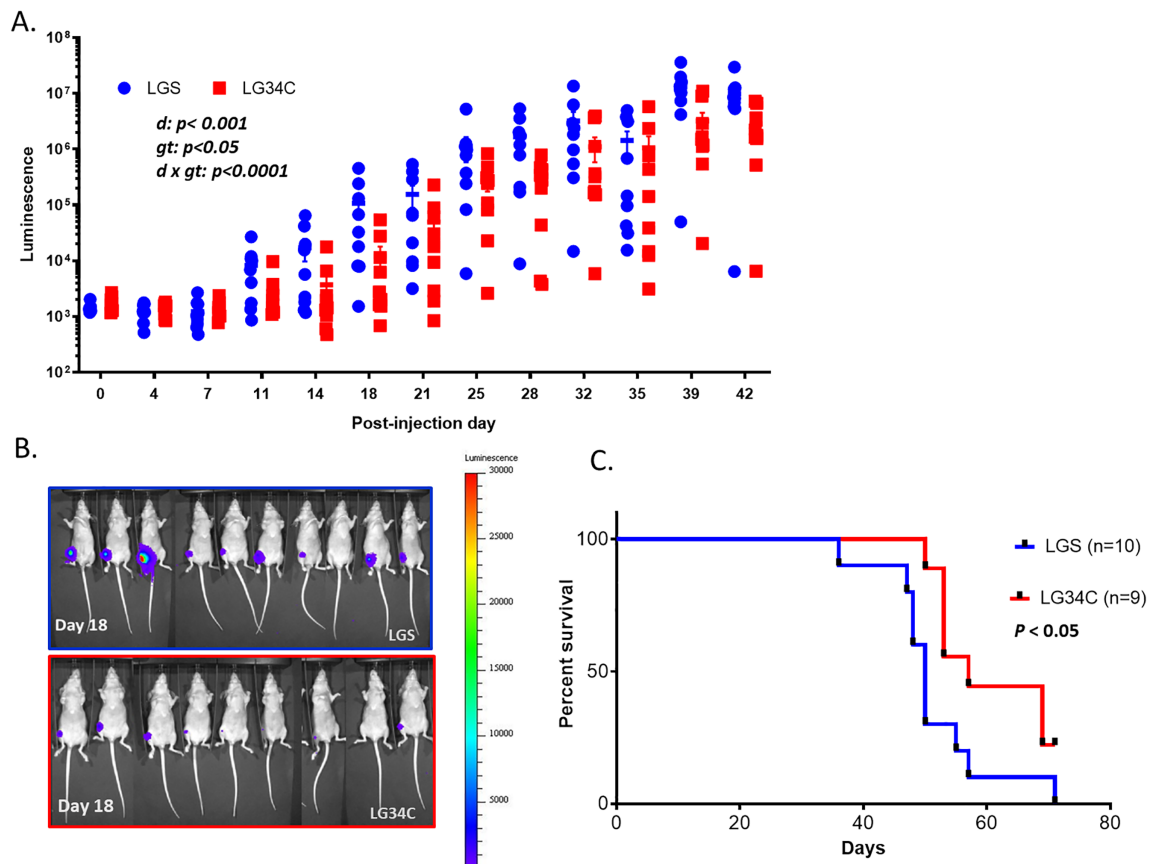 A.
10⁸
10⁷
10⁶
10⁵
10⁴
10³
10²
Luminescence
LGS LG34C
d: p< 0.001
gt: p<0.05
d x gt: p<0.0001
0 4 7 11 14 18 21 25 28 32 35 39 42
Post-injection day
B.
Luminescence
30000
25000
20000
15000
10000
5000
Day 18 LGS
Day 18 LG34C
C.
100
50
0
Percent survival
LGS (n=10)
LG34C (n=9)
P < 0.05
0 20 40 60 80
Days